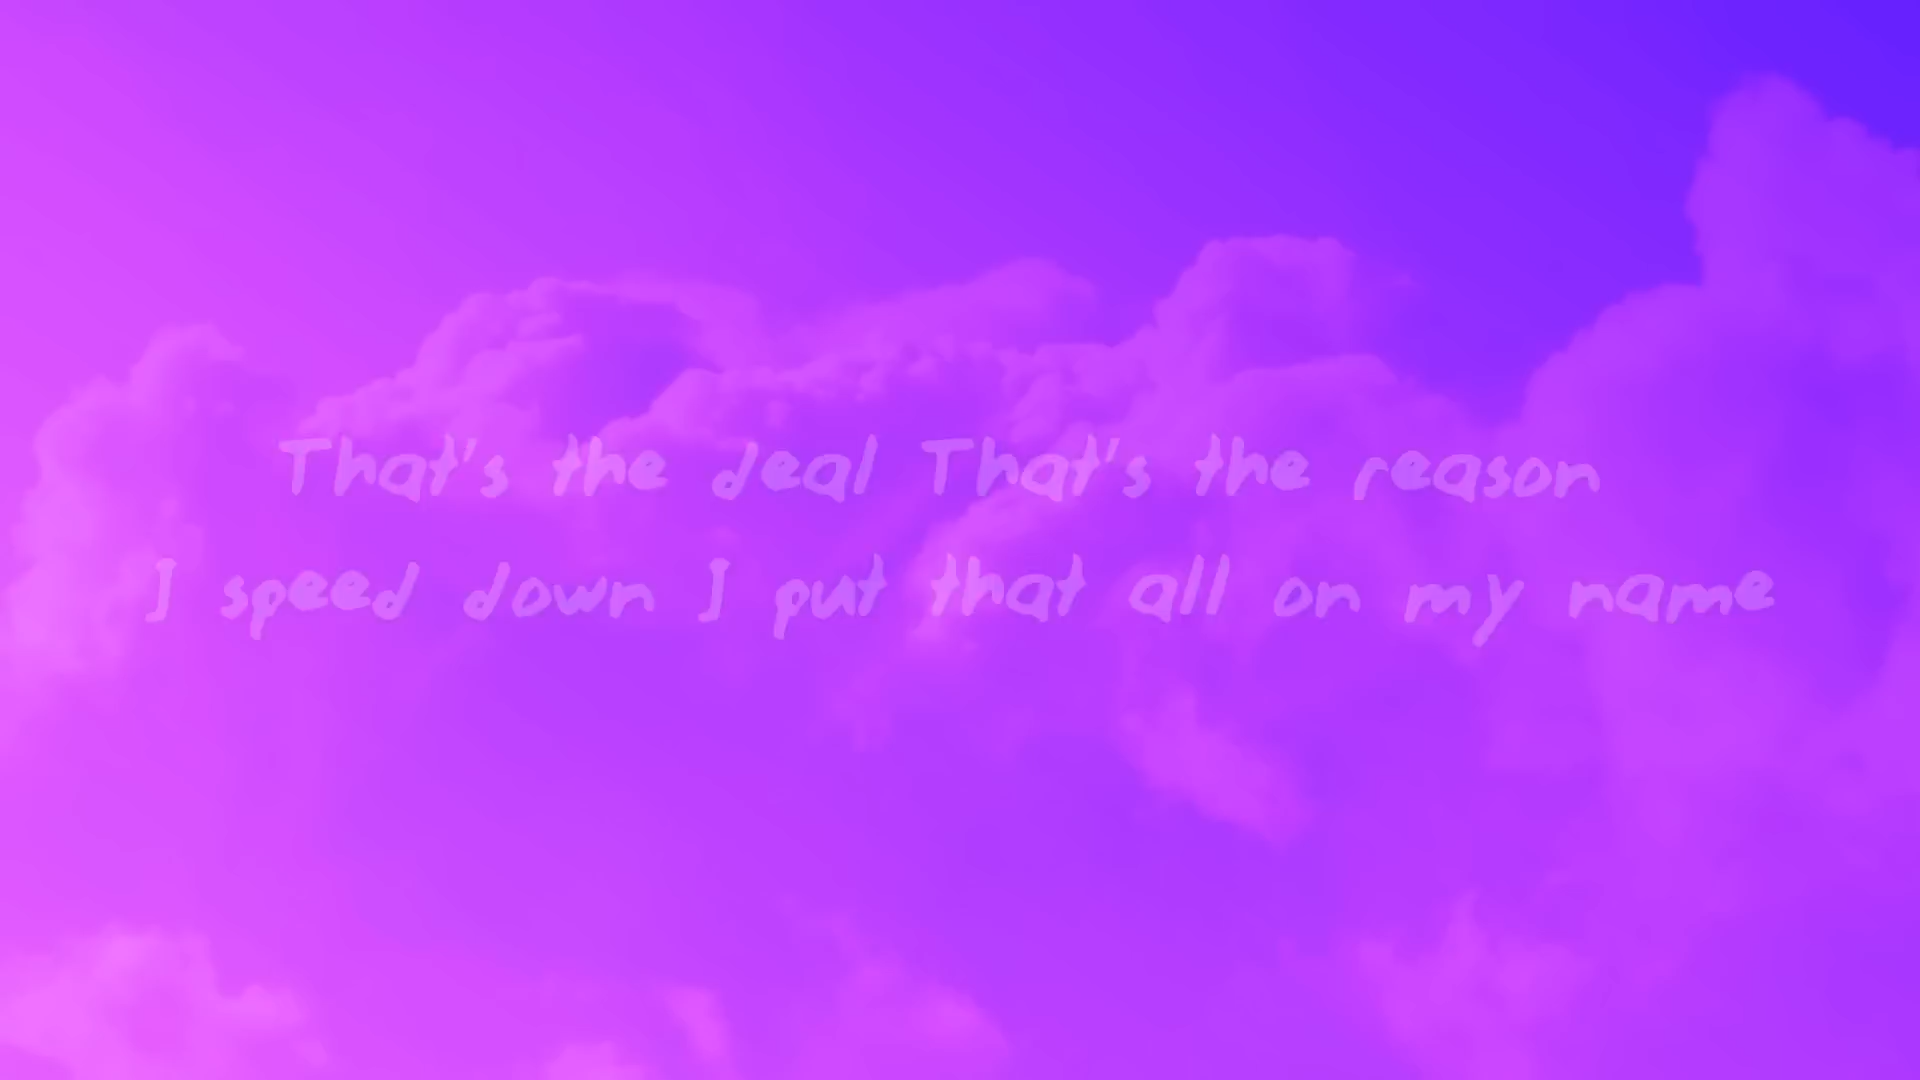 That's the deal That's the reason
I speed down I put that all on my name